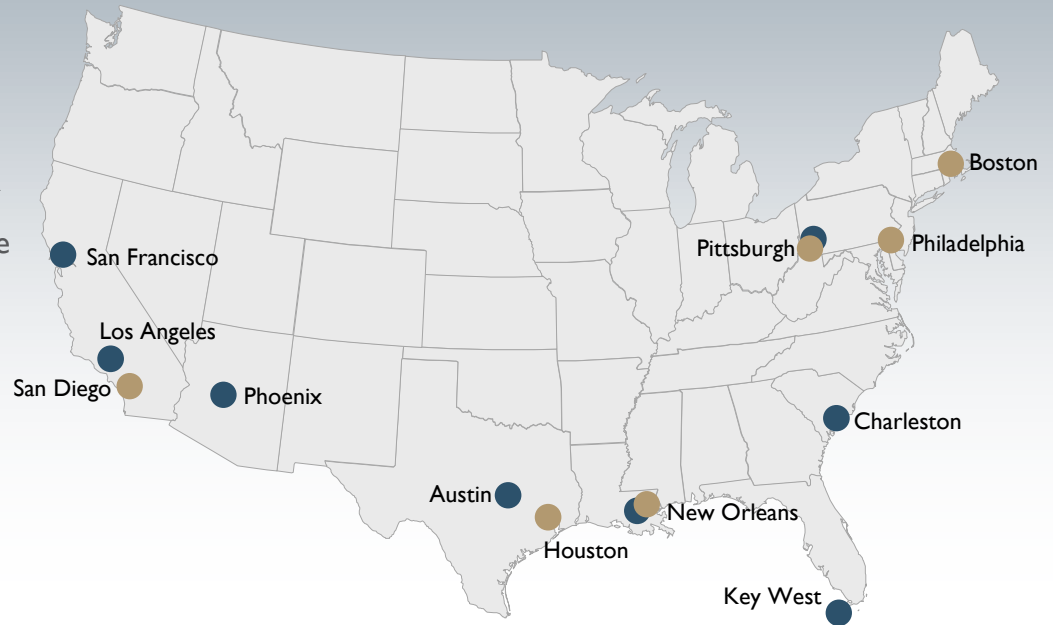 Boston
Philadelphia
Pittsburgh
e
San Francisco
Los Angeles
San Diego
Phoenix
Charleston
Austin
New Orleans
Houston
Key West